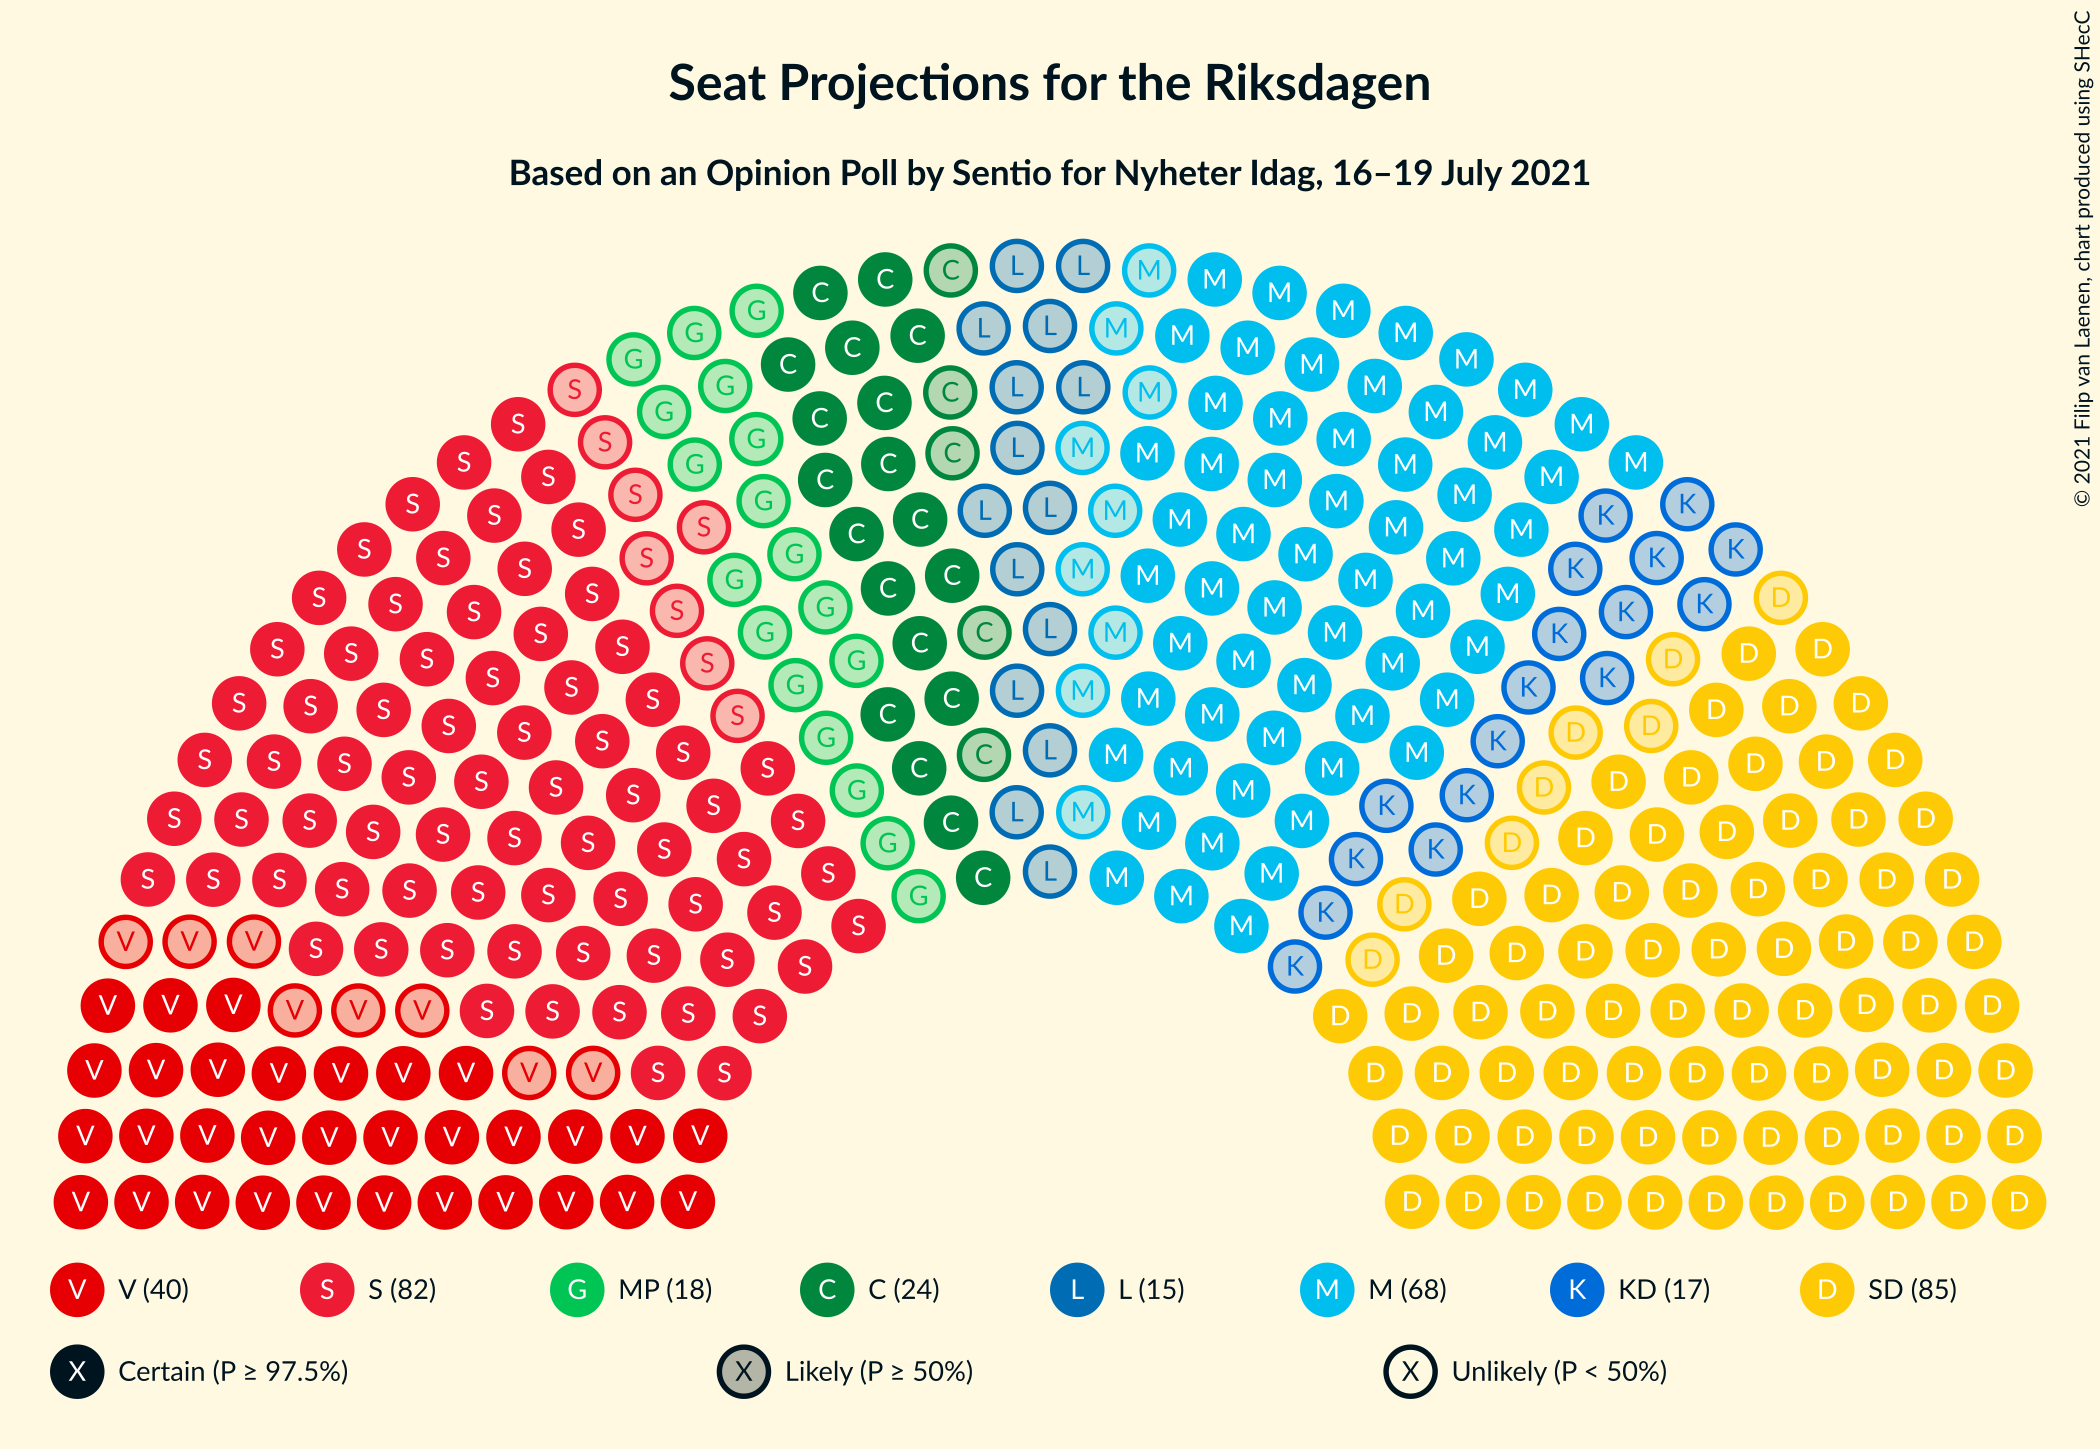 Seat Projections for the Riksdagen
Based on an Opinion Poll by Sentio for Nyheter Idag, 16–19 July 2021
© 2021 Filip van Laenen, chart produced using SHecC
V V (40) S S (82) G MP (18) C C (24) L L (15) M M (68) K KD (17) D SD (85)
X Certain (P ≥ 97.5%) X Likely (P ≥ 50%) X Unlikely (P < 50%)